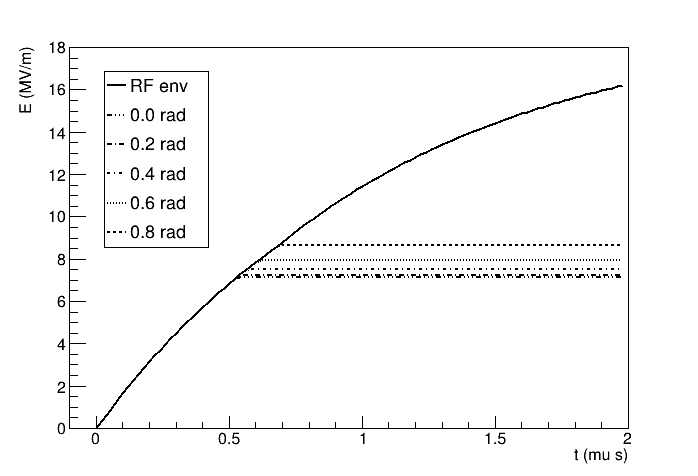 E (MV/m)
18
16
14
12
10
8
6
4
2
0
RF env
0.0 rad
0.2 rad
0.4 rad
0.6 rad
0.8 rad
0 0.5 1 1.5 2
t (mu s)